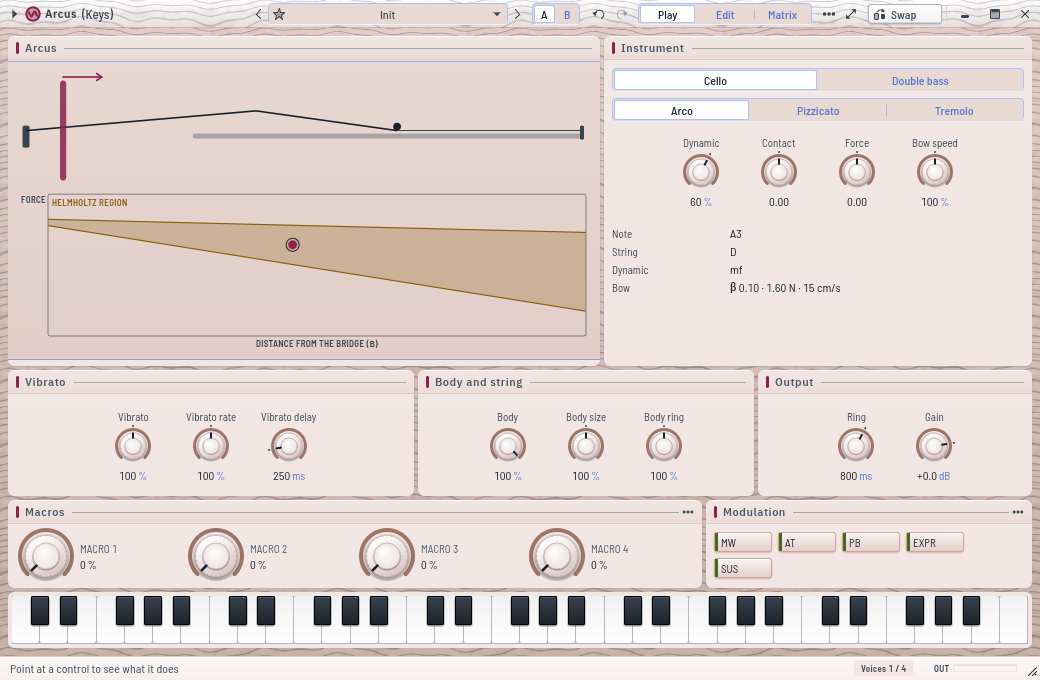 Arcus (Keys) Init A B Play Edit Matrix Swap
Arcus
FORCE
HELMHOLTZ REGION
DISTANCE FROM THE BRIDGE (β)
Instrument
Cello Double bass
Arco Pizzicato Tremolo
Dynamic Contact Force Bow speed
60 % 0.00 0.00 100 %
Note A3
String D
Dynamic mf
Bow β 0.10 · 1.60 N · 15 cm/s
Vibrato
Vibrato Vibrato rate Vibrato delay
100 % 100 % 250 ms
Body and string
Body Body size Body ring
100 % 100 % 100 %
Output
Ring Gain
800 ms +0.0 dB
Macros
MACRO 1 MACRO 2 MACRO 3 MACRO 4
0 % 0 % 0 % 0 %
Modulation
MW AT PB EXPR
SUS
Point at a control to see what it does Voices 1 / 4 OUT